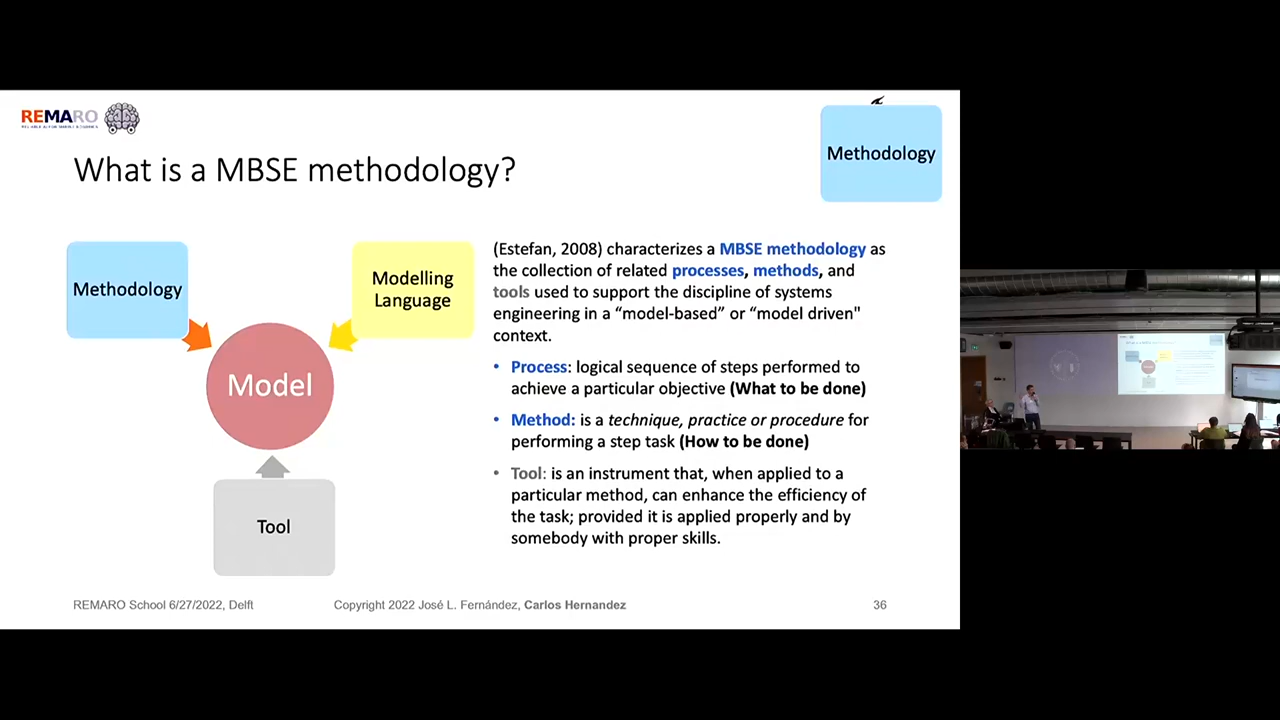 REMARO
Methodology
What is a MBSE methodology?
Methodology
Modelling
Language
Model
Tool
(Estefan, 2008) characterizes a MBSE methodology as
the collection of related processes, methods, and
tools used to support the discipline of systems
engineering in a “model-based” or “model driven"
context.
• Process: logical sequence of steps performed to
achieve a particular objective (What to be done)
• Method: is a technique, practice or procedure for
performing a step task (How to be done)
• Tool: is an instrument that, when applied to a
particular method, can enhance the efficiency of
the task; provided it is applied properly and by
somebody with proper skills.
REMARO School 6/27/2022, Delft
Copyright 2022 José L. Fernández, Carlos Hernandez
36